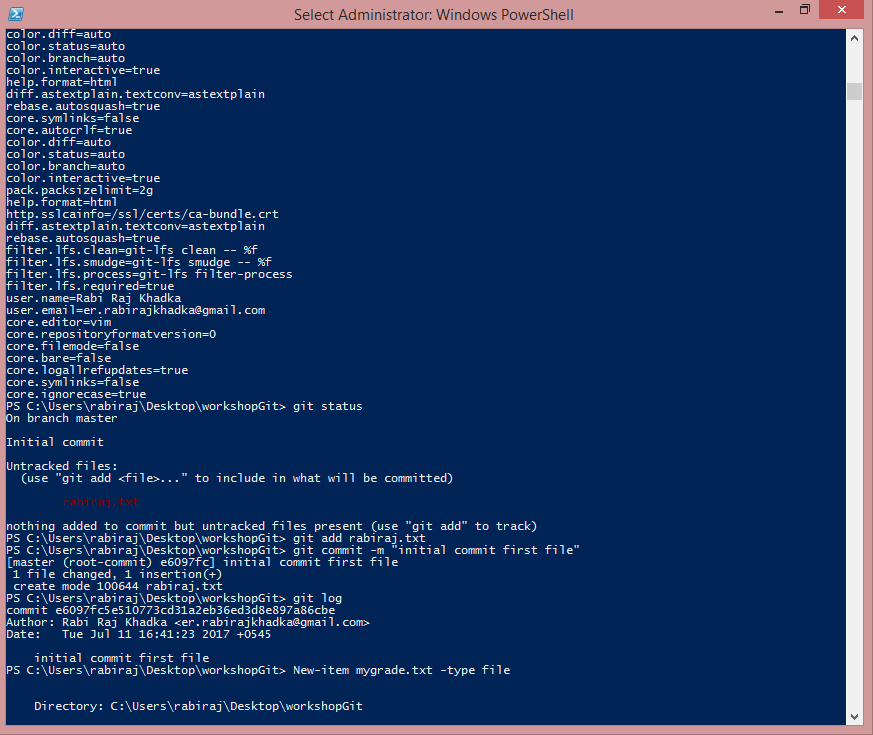 Select Administrator: Windows PowerShell
color.diff=auto
color.status=auto
color.branch=auto
color.interactive=true
help.format=html
diff.astextplain.textconv=astextplain
rebase.autosquash=true
core.symlinks=false
core.autocrlf=true
color.diff=auto
color.status=auto
color.branch=auto
color.interactive=true
pack.packsizelimit=2g
help.format=html
http.sslcainfo=/ssl/certs/ca-bundle.crt
diff.astextplain.textconv=astextplain
rebase.autosquash=true
filter.lfs.clean=git-lfs clean -- %f
filter.lfs.smudge=git-lfs smudge -- %f
filter.lfs.process=git-lfs filter-process
filter.lfs.required=true
user.name=Rabi Raj Khadka
user.email=er.rabirajkhadka@gmail.com
core.editor=vim
core.repositoryformatversion=0
core.filemode=false
core.bare=false
core.logallrefupdates=true
core.symlinks=false
core.ignorecase=true
PS C:\Users\rabiraj\Desktop\workshopGit> git status
On branch master
Initial commit
Untracked files:
  (use "git add <file>..." to include in what will be committed)
        rabiraj.txt
nothing added to commit but untracked files present (use "git add" to track)
PS C:\Users\rabiraj\Desktop\workshopGit> git add rabiraj.txt
PS C:\Users\rabiraj\Desktop\workshopGit> git commit -m "initial commit first file"
[master (root-commit) e6097fc] initial commit first file
 1 file changed, 1 insertion(+)
 create mode 100644 rabiraj.txt
PS C:\Users\rabiraj\Desktop\workshopGit> git log
commit e6097fc5e510773cd31a2eb36ed3d8e897a86cbe
Author: Rabi Raj Khadka <er.rabirajkhadka@gmail.com>
Date:   Tue Jul 11 16:41:23 2017 +0545
    initial commit first file
PS C:\Users\rabiraj\Desktop\workshopGit> New-item mygrade.txt -type file
    Directory: C:\Users\rabiraj\Desktop\workshopGit